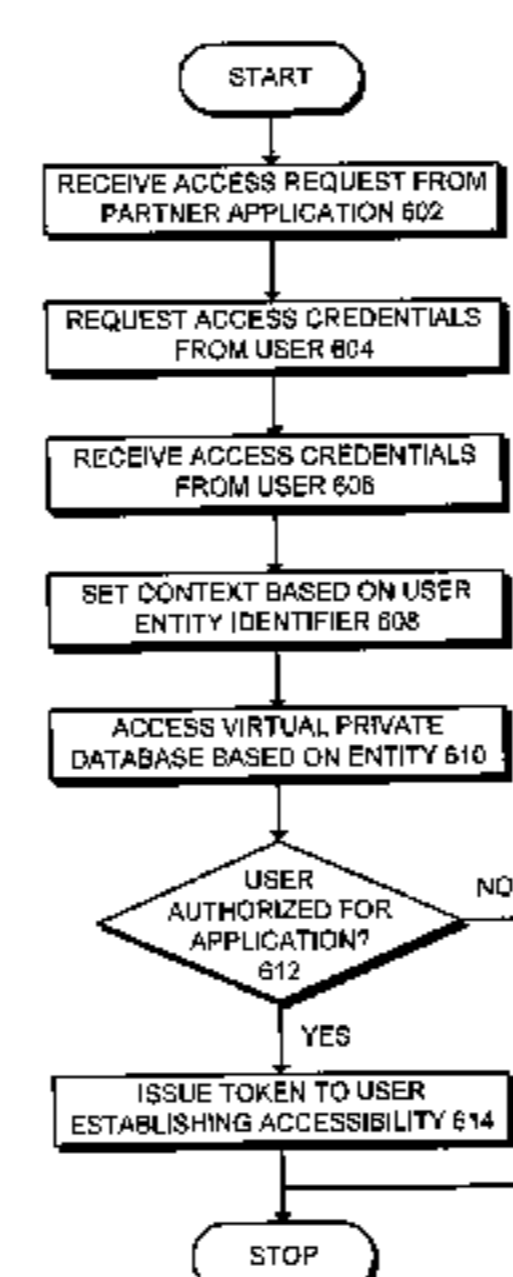 START
RECEIVE ACCESS REQUEST FROM
PARTNER APPLICATION 602
REQUEST ACCESS CREDENTIALS
FROM USER 604
RECEIVE ACCESS CREDENTIALS
FROM USER 606
SET CONTEXT BASED ON USER
ENTITY IDENTIFIER 608
ACCESS VIRTUAL PRIVATE
DATABASE BASED ON ENTITY 610
USER
AUTHORIZED FOR
APPLICATION?
612
NO
YES
ISSUE TOKEN TO USER
ESTABLISHING ACCESSIBILITY 614
STOP